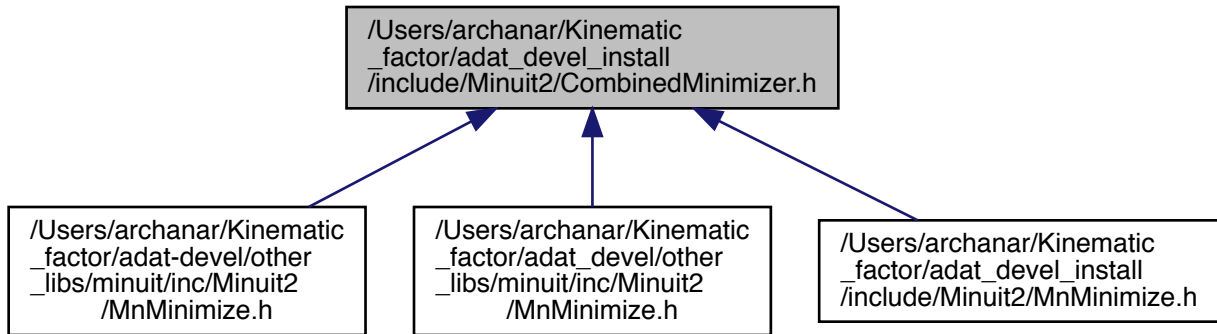 /Users/archanar/Kinematic
_factor/adat_devel_install
/include/Minuit2/CombinedMinimizer.h
/Users/archanar/Kinematic
_factor/adat-devel/other
_libs/minuit/inc/Minuit2
/MnMinimize.h
/Users/archanar/Kinematic
_factor/adat_devel/other
_libs/minuit/inc/Minuit2
/MnMinimize.h
/Users/archanar/Kinematic
_factor/adat_devel_install
/include/Minuit2/MnMinimize.h